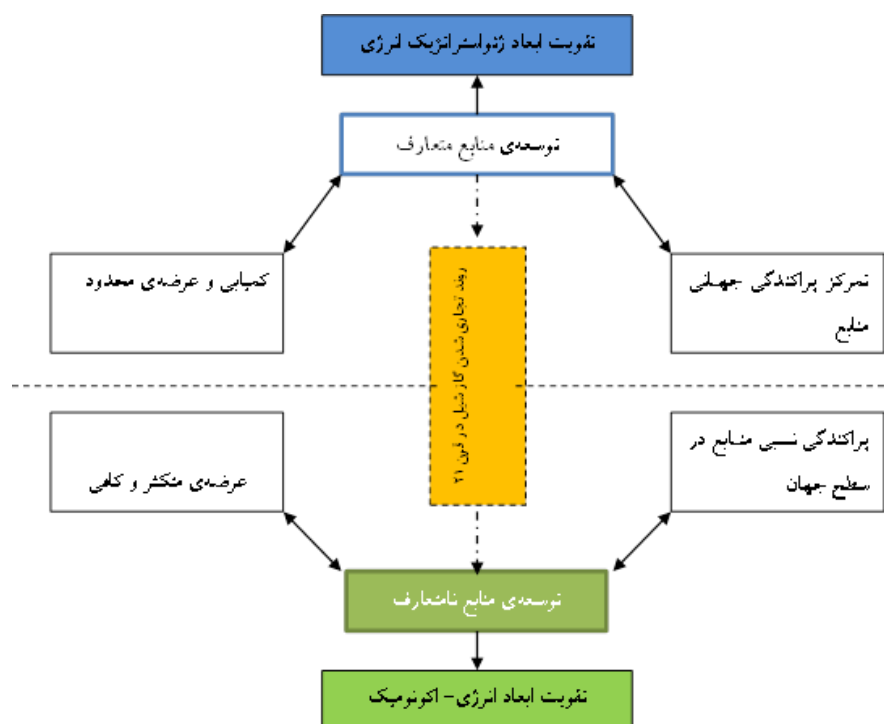 تقویت ابعاد ژئواستراتژیک انرژی
توسعه‌ی منابع متعارف
تمرکز پراکندگی جهانی
منابع
کمیابی و عرضه‌ی محدود
روند تجاری شدن گاز شیل در قرن ۲۱
پراکندگی نسبی منابع در
سطح جهان
عرضه‌ی متکثر و کافی
توسعه‌ی منابع نامتعارف
تقویت ابعاد انرژی- اکونومیک